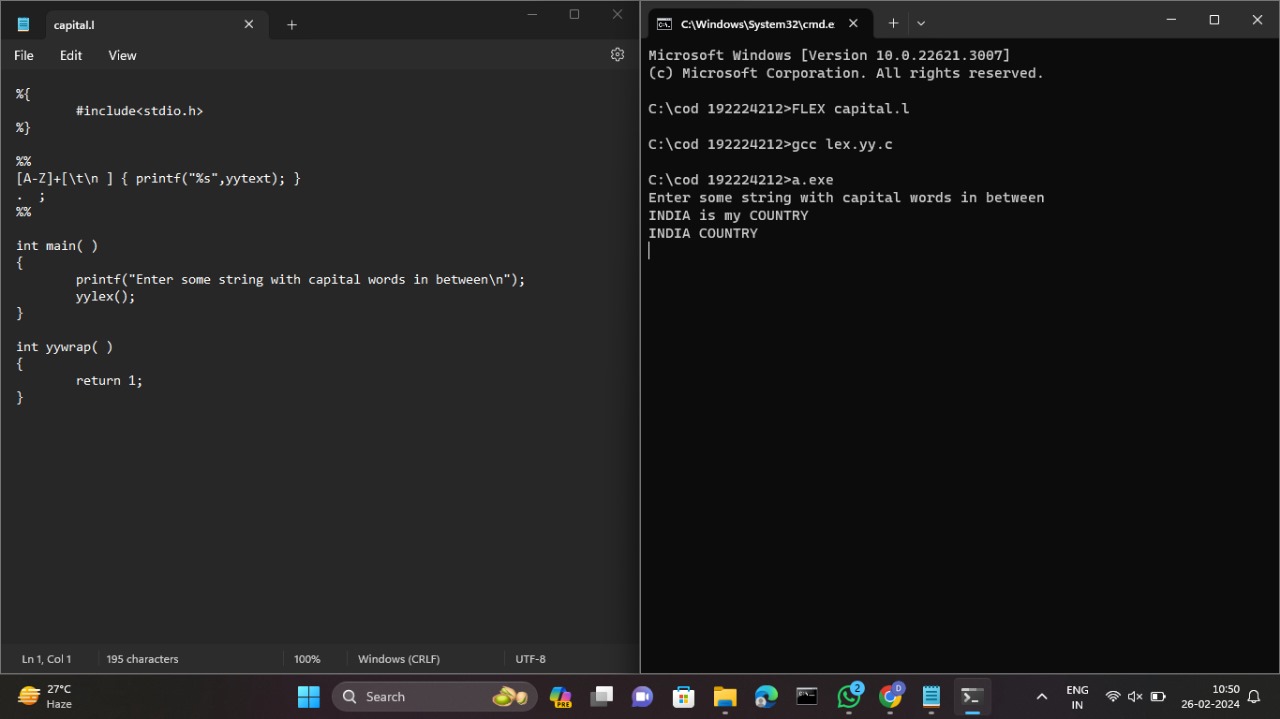 capital.l
File Edit View
%{
#include<stdio.h>
%}
%%
[A-Z]+[\t\n ] { printf("%s",yytext); }
. ;
%%
int main( )
{
printf("Enter some string with capital words in between\n");
yylex();
}
int yywrap( )
{
return 1;
}
Ln 1, Col 1 195 characters 100% Windows (CRLF) UTF-8
C:\Windows\System32\cmd.e
Microsoft Windows [Version 10.0.22621.3007]
(c) Microsoft Corporation. All rights reserved.
C:\cod 192224212>FLEX capital.l
C:\cod 192224212>gcc lex.yy.c
C:\cod 192224212>a.exe
Enter some string with capital words in between
INDIA is my COUNTRY
INDIA COUNTRY
27°C
Haze
Search
PRE
2
D
ENG
IN
10:50
26-02-2024